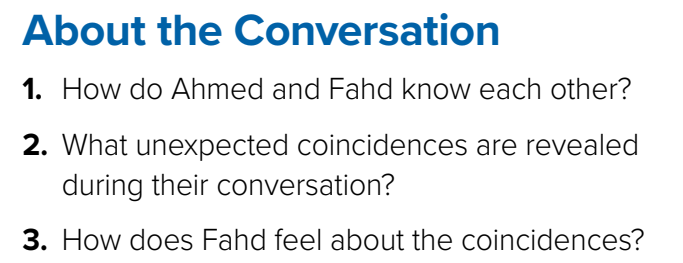 About the Conversation
1. How do Ahmed and Fahd know each other?
2. What unexpected coincidences are revealed
during their conversation?
3. How does Fahd feel about the coincidences?